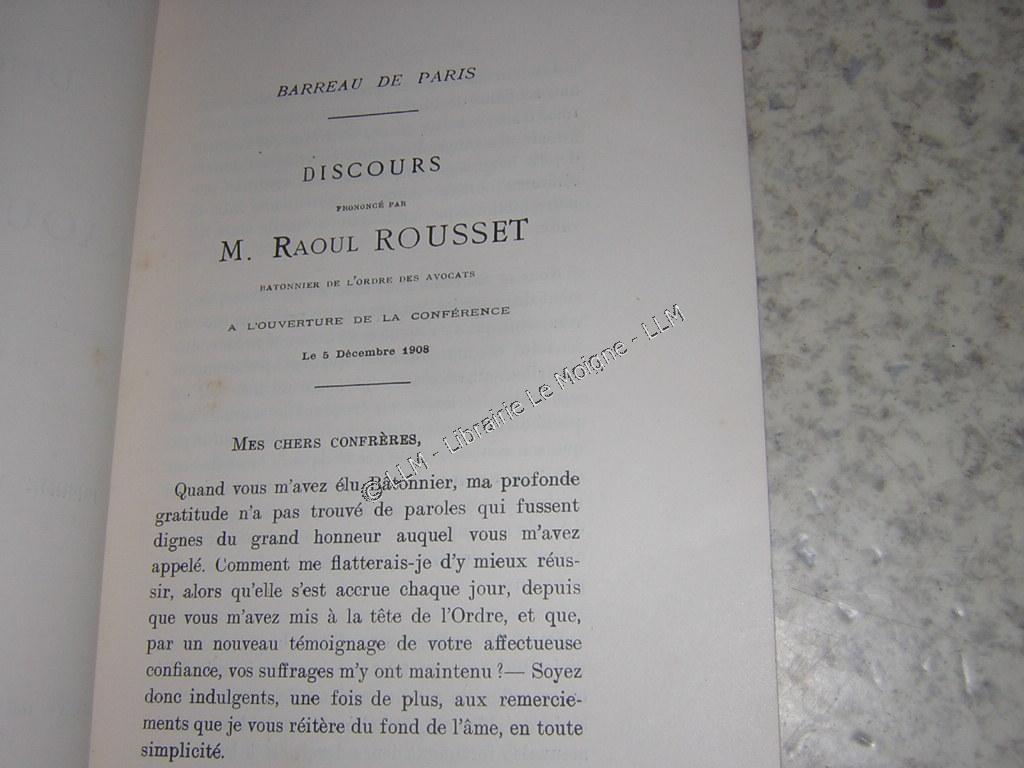 BARREAU DE PARIS
DISCOURS
PRONONCÉ PAR
M. RAOUL ROUSSET
BATONNIER DE L'ORDRE DES AVOCATS
A L'OUVERTURE DE LA CONFÉRENCE
Le 5 Décembre 1908
MES CHERS CONFRÈRES,
Quand vous m'avez élu Bâtonnier, ma profonde
gratitude n'a pas trouvé de paroles qui fussent
dignes du grand honneur auquel vous m'avez
appelé. Comment me flatterais-je d'y mieux réus-
sir, alors qu'elle s'est accrue chaque jour, depuis
que vous m'avez mis à la tête de l'Ordre, et que,
par un nouveau témoignage de votre affectueuse
confiance, vos suffrages m'y ont maintenu ?— Soyez
donc indulgents, une fois de plus, aux remercie-
ments que je vous réitère du fond de l'âme, en toute
simplicité.
© LLM - Librairie Le Moigne - LLM